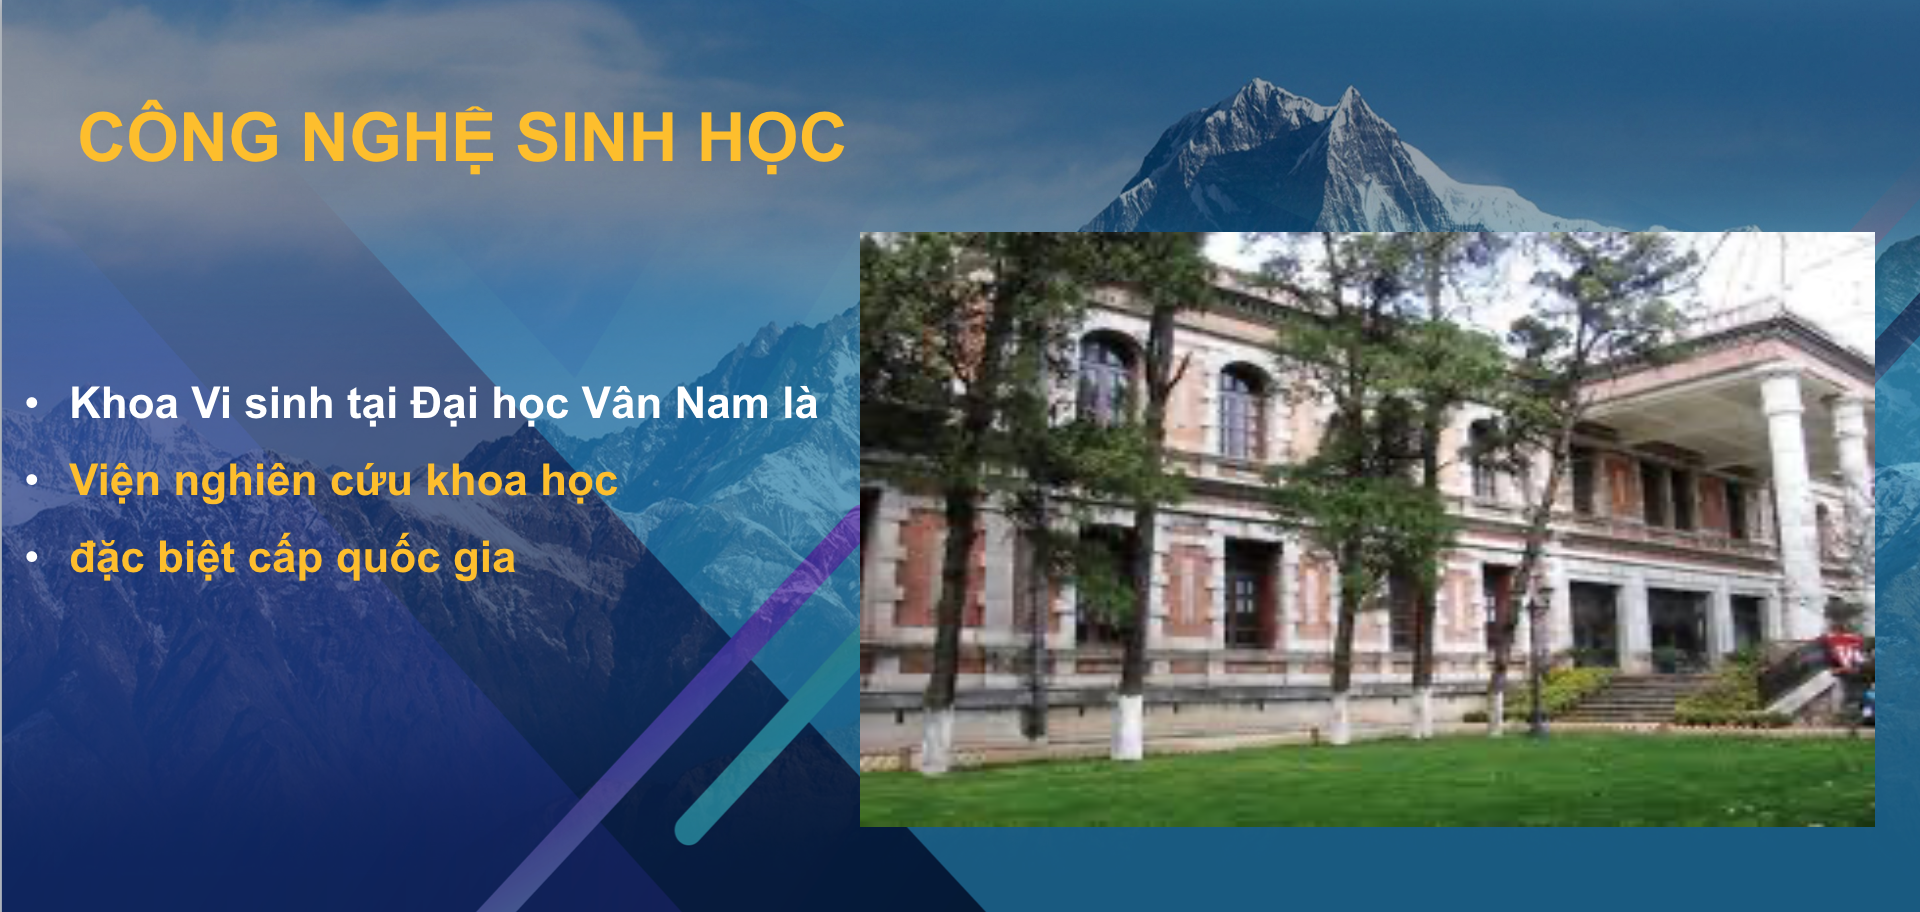 CÔNG NGHỆ SINH HỌC
• Khoa Vi sinh tại Đại học Vân Nam là
• Viện nghiên cứu khoa học
• đặc biệt cấp quốc gia